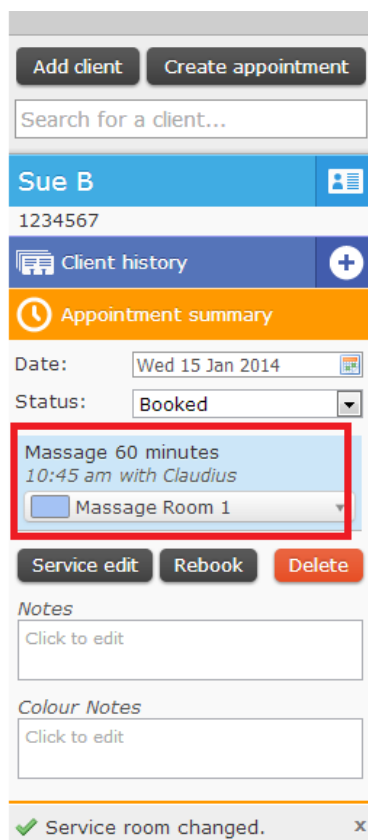 Add client Create appointment
Search for a client...
Sue B
1234567
Client history
Appointment summary
Date: Wed 15 Jan 2014
Status: Booked
Massage 60 minutes
10:45 am with Claudius
Massage Room 1
Service edit Rebook Delete
Notes
Click to edit
Colour Notes
Click to edit
Service room changed. x